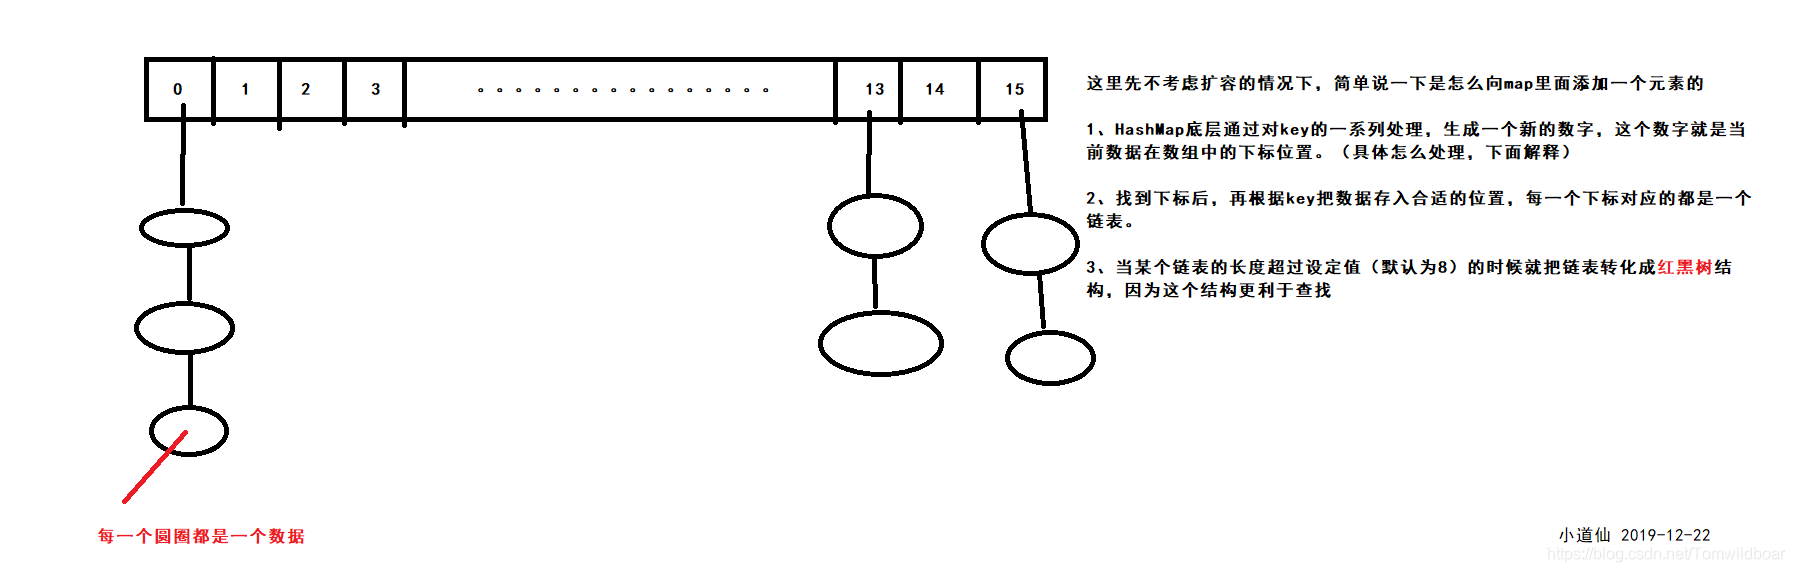 0 1 2 3 。。。。。。。。。。。。。。。。 13 14 15
这里先不考虑扩容的情况下，简单说一下是怎么向map里面添加一个元素的
1、HashMap底层通过对key的一系列处理，生成一个新的数字，这个数字就是当
前数据在数组中的下标位置。（具体怎么处理，下面解释）
2、找到下标后，再根据key把数据存入合适的位置，每一个下标对应的都是一个
链表。
3、当某个链表的长度超过设定值（默认为8）的时候就把链表转化成红黑树结
构，因为这个结构更利于查找
每一个圆圈都是一个数据
小道仙 2019-12-22
https://blog.csdn.net/Tomwildboar